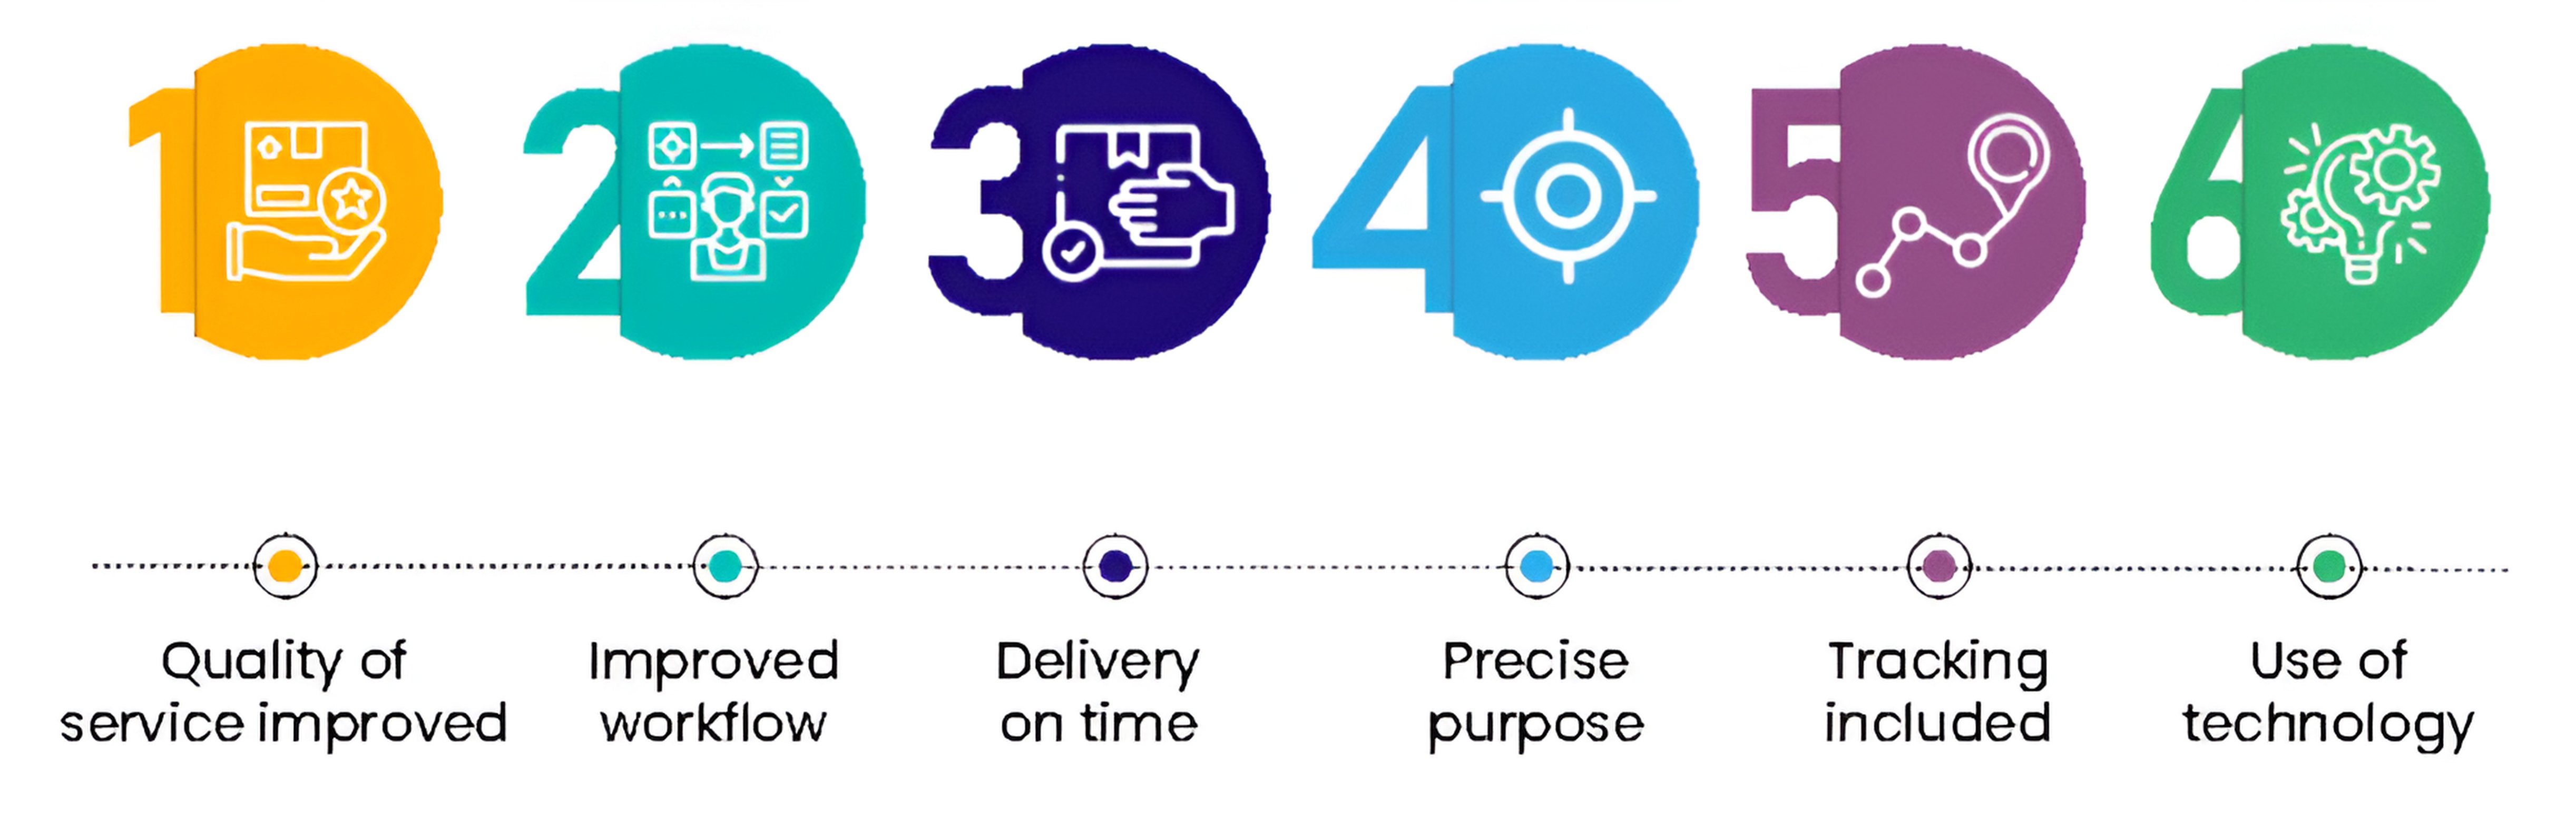 1
2
3
4
5
6
Quality of
service improved
Improved
workflow
Delivery
on time
Precise
purpose
Tracking
included
Use of
technology